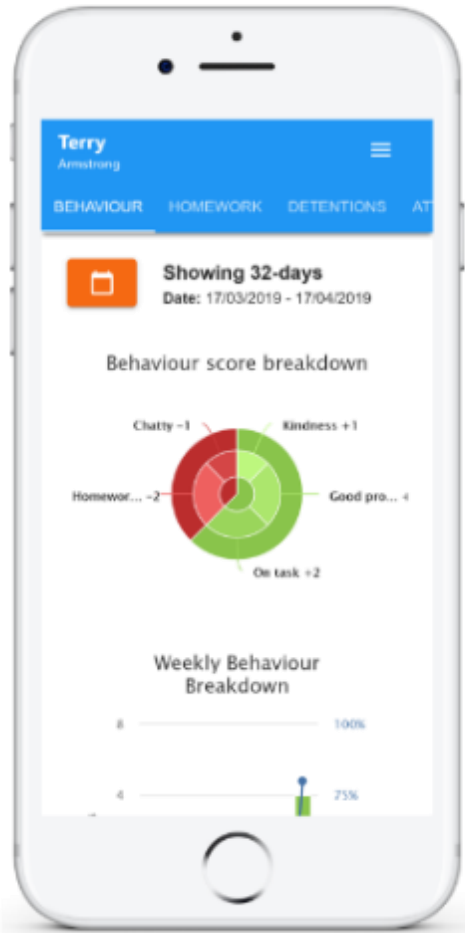 Terry
Armstrong
BEHAVIOUR HOMEWORK DETENTIONS AT
Showing 32-days
Date: 17/03/2019 - 17/04/2019
Behaviour score breakdown
Chatty -1 Kindness +1
Homewor... -2 Good pro...
On task +2
Weekly Behaviour
Breakdown
8 100%
4 75%